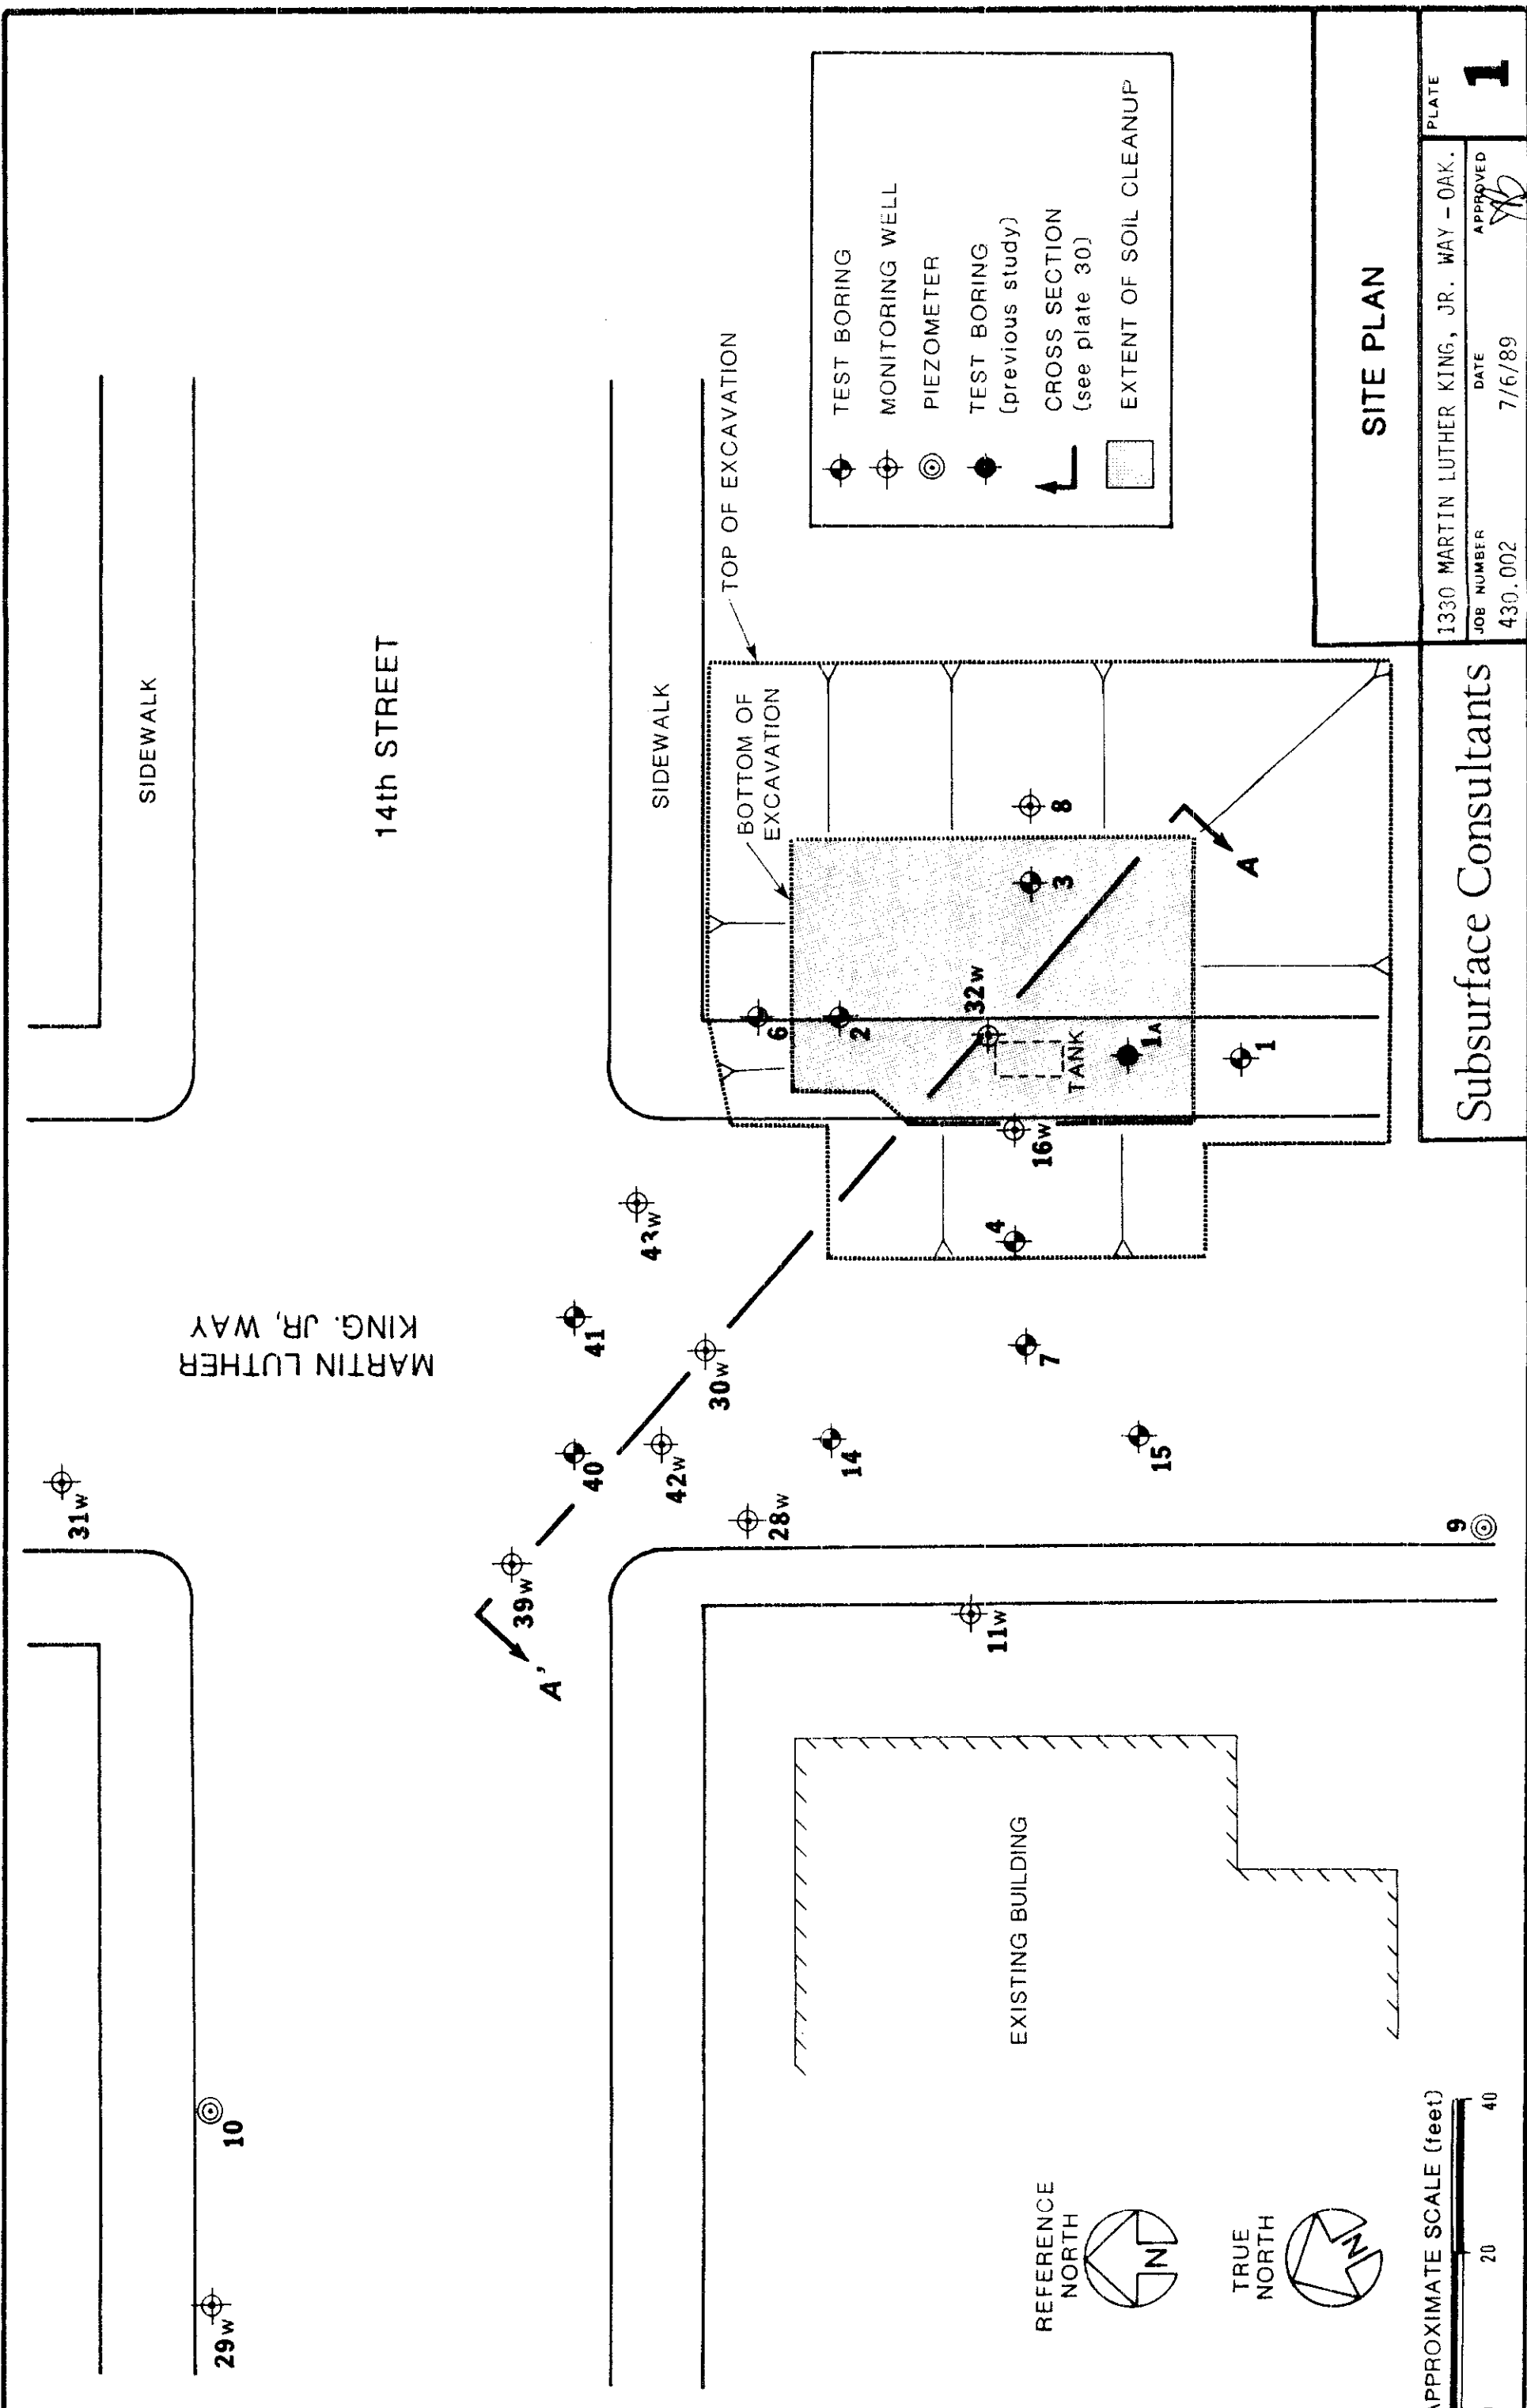 SIDEWALK
14th STREET
SIDEWALK
MARTIN LUTHER
KING. JR, WAY
TOP OF EXCAVATION
BOTTOM OF
EXCAVATION
31W
39W
A'
40
41
42W
43W
30W
28W
14
7
15
9
11W
10
29W
6
2
32W
TANK
1A
1
16W
4
3
8
A
EXISTING BUILDING
TEST BORING
MONITORING WELL
PIEZOMETER
TEST BORING
(previous study)
CROSS SECTION
(see plate 30)
EXTENT OF SOIL CLEANUP
REFERENCE
NORTH
N
TRUE
NORTH
N
APPROXIMATE SCALE (feet)
20
40
SITE PLAN
Subsurface Consultants
1330 MARTIN LUTHER KING, JR. WAY - OAK.
JOB NUMBER
430.002
DATE
7/6/89
APPROVED
PLATE
1